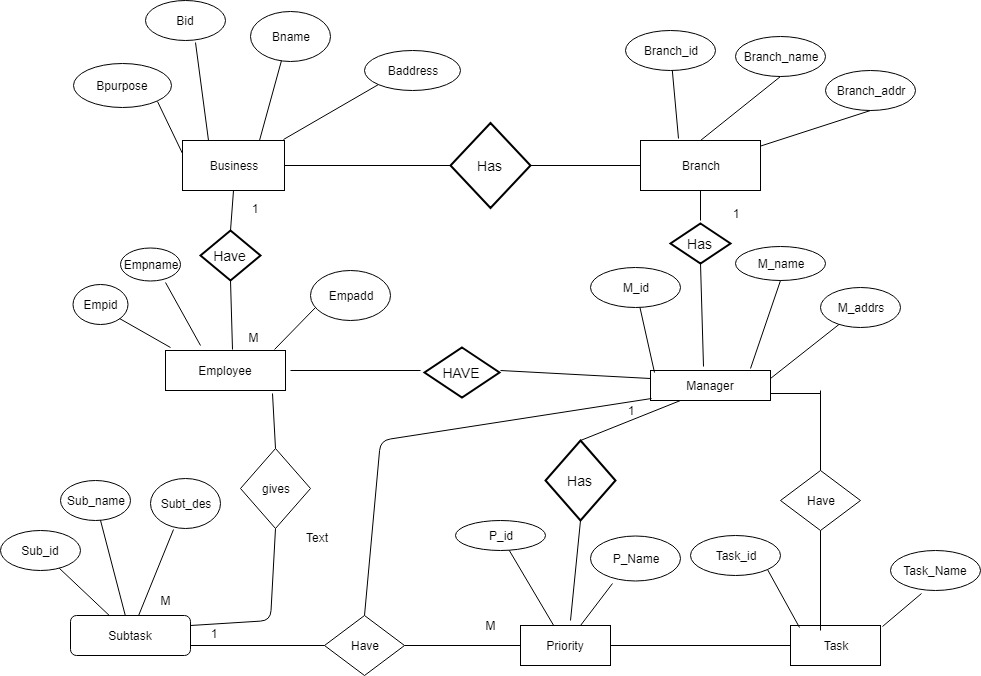 Bid
Bname
Branch_id
Branch_name
Bpurpose
Baddress
Branch_addr
Business
Has
Branch
1
1
Have
Has
Empname
M_name
Empid
Empadd
M_id
M_addrs
M
Employee
HAVE
Manager
1
gives
Has
Have
Sub_name
Subt_des
Text
P_id
P_Name
Task_id
Task_Name
Sub_id
M
M
Subtask
1
Have
Priority
Task